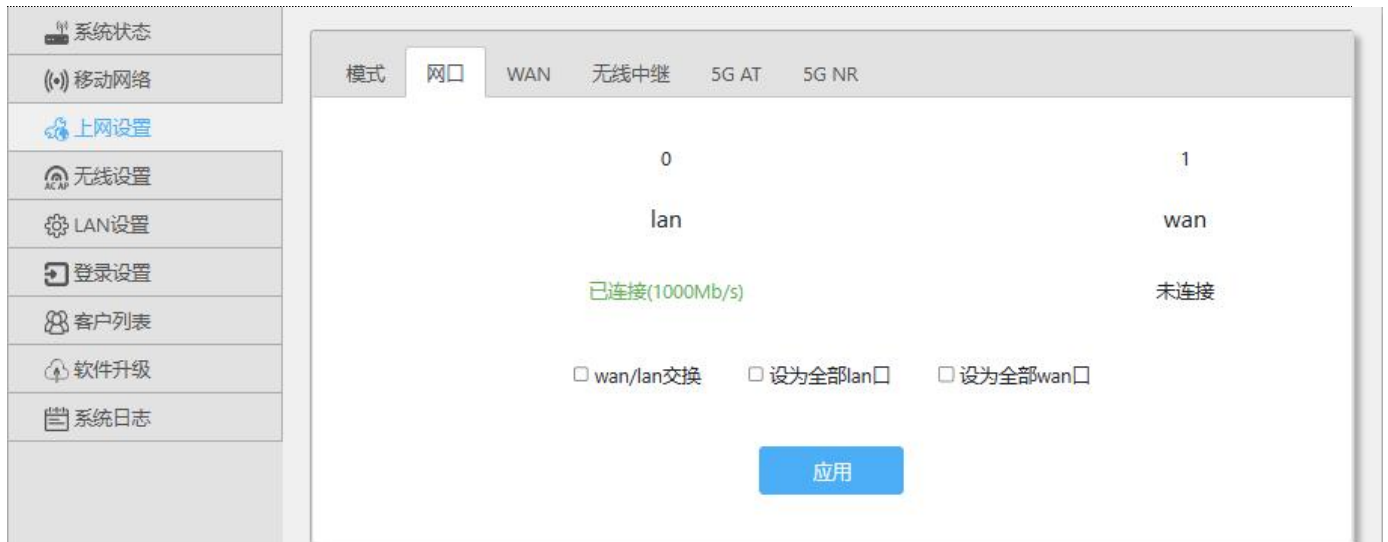 系统状态
移动网络
上网设置
AC AP 无线设置
LAN设置
登录设置
客户列表
软件升级
系统日志
模式 网口 WAN 无线中继 5G AT 5G NR
0 1
lan wan
已连接(1000Mb/s) 未连接
wan/lan交换 设为全部lan口 设为全部wan口
应用